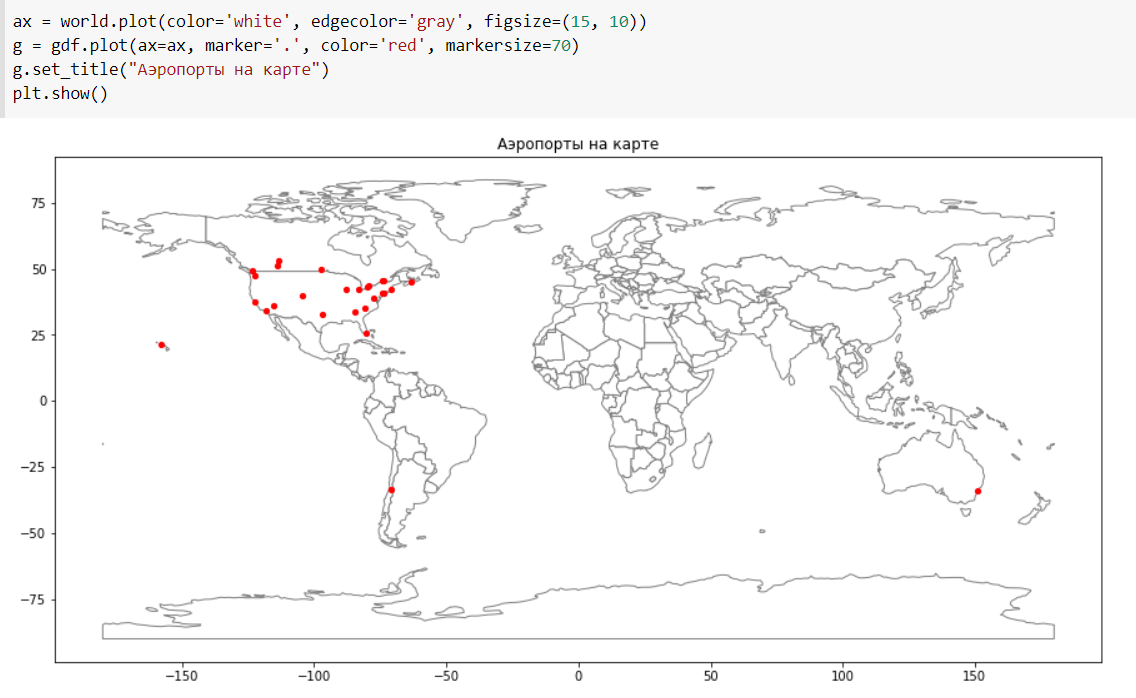 ax = world.plot(color='white', edgecolor='gray', figsize=(15, 10))
g = gdf.plot(ax=ax, marker='.', color='red', markersize=70)
g.set_title("Аэропорты на карте")
plt.show()
Аэропорты на карте
75
50
25
0
−25
−50
−75
−150
−100
−50
0
50
100
150